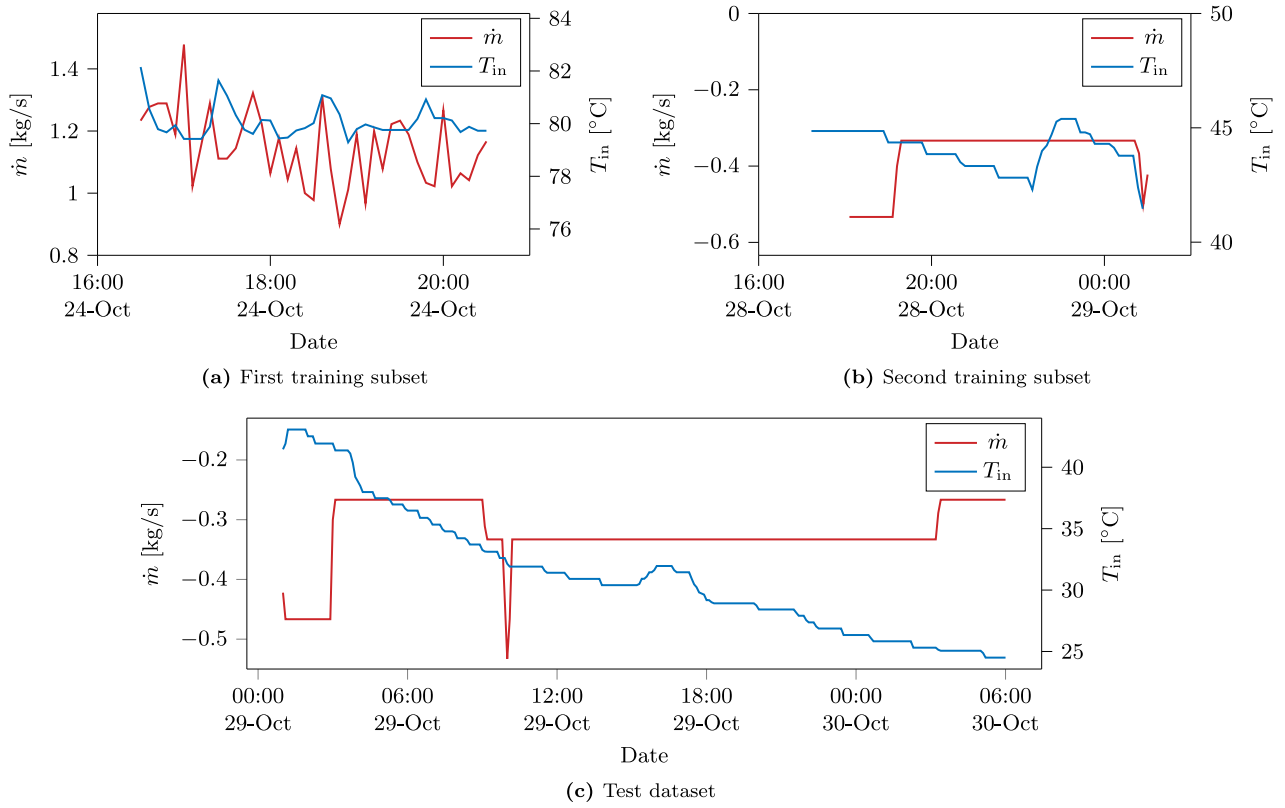 84
82
80
78
76
1.4
1.2
1
0.8
ṁ [kg/s]
T_in [°C]
ṁ
T_in
16:00
24-Oct
18:00
24-Oct
20:00
24-Oct
Date
(a) First training subset
0
−0.2
−0.4
−0.6
ṁ [kg/s]
50
45
40
T_in [°C]
ṁ
T_in
16:00
28-Oct
20:00
28-Oct
00:00
29-Oct
Date
(b) Second training subset
−0.2
−0.3
−0.4
−0.5
ṁ [kg/s]
40
35
30
25
T_in [°C]
ṁ
T_in
00:00
29-Oct
06:00
29-Oct
12:00
29-Oct
18:00
29-Oct
00:00
30-Oct
06:00
30-Oct
Date
(c) Test dataset